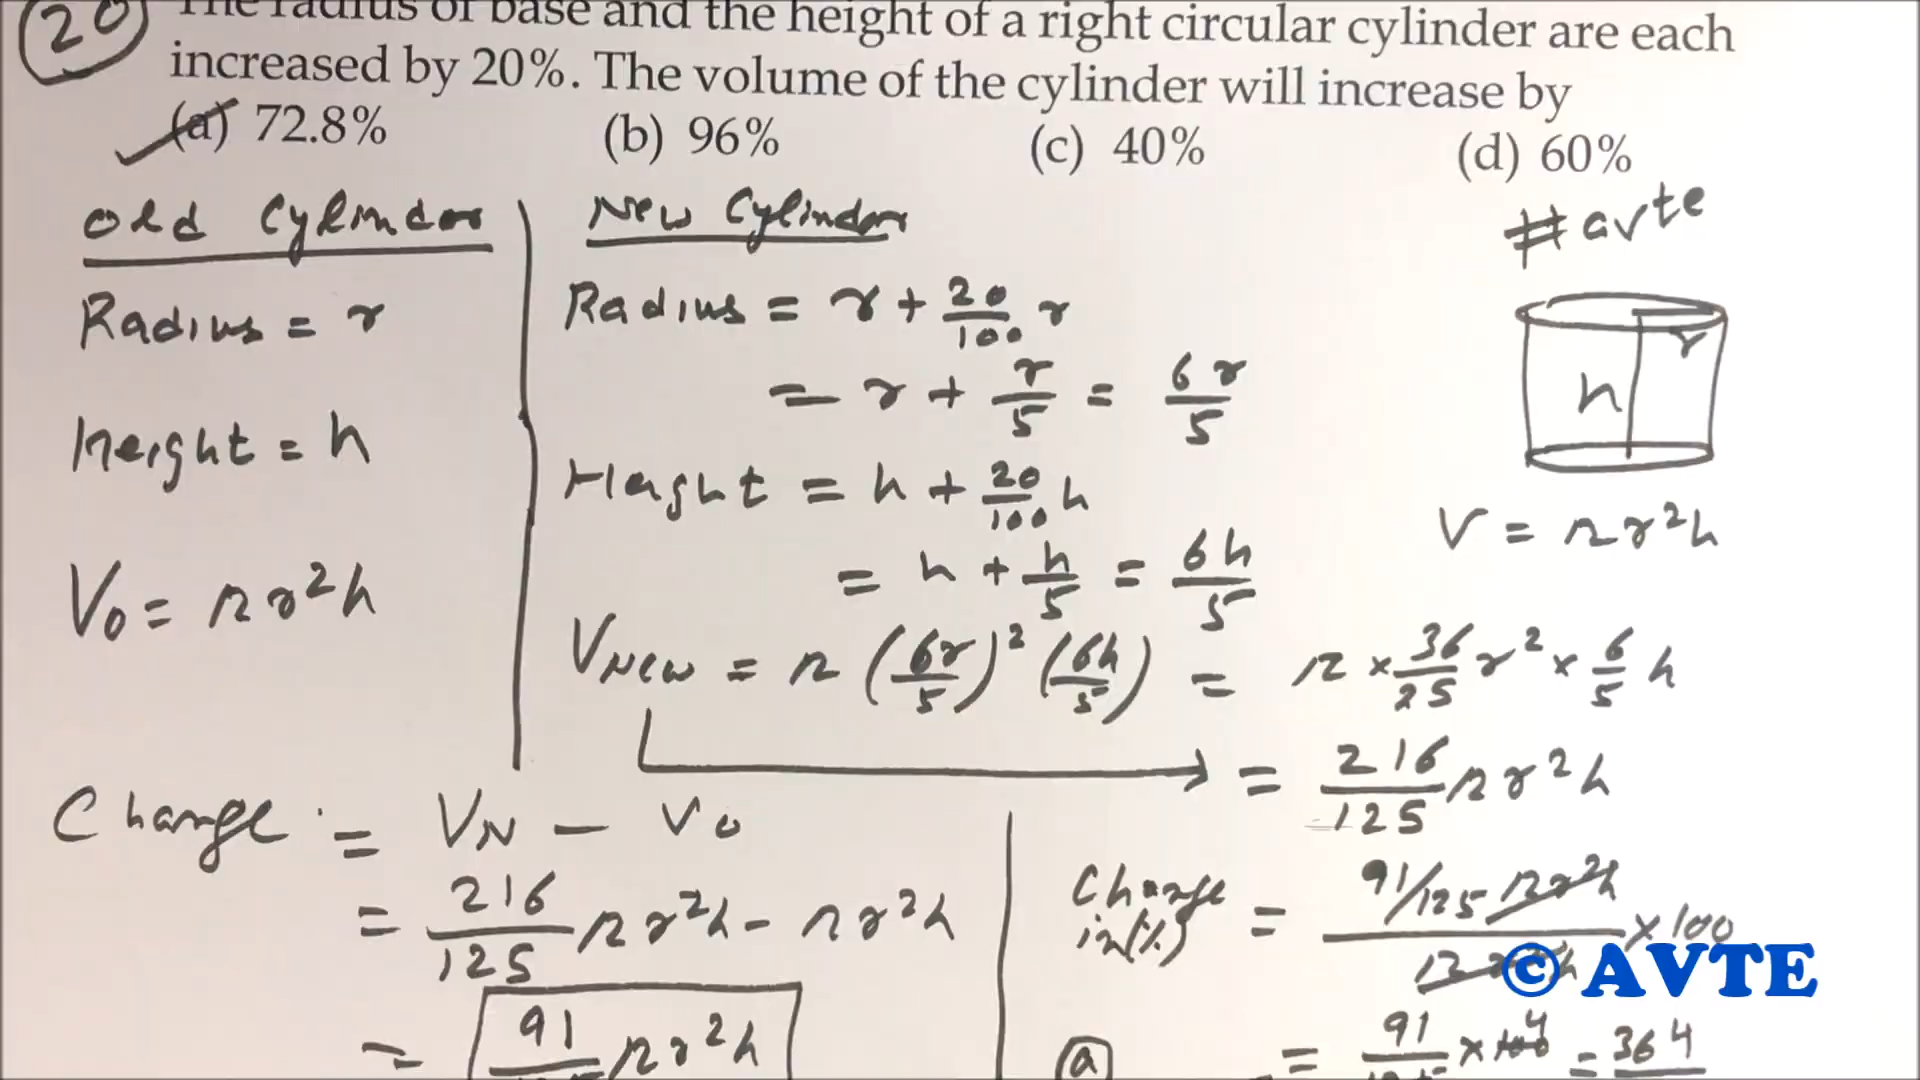 20 The radius of base and the height of a right circular cylinder are each
increased by 20%. The volume of the cylinder will increase by
(a) 72.8% (b) 96% (c) 40% (d) 60%
#avte
Old Cylinder
Radius = r
Height = h
V₀ = πr²h
New Cylinder
Radius = r + 20/100 r
= r + r/5 = 6r/5
Height = h + 20/100 h
= h + h/5 = 6h/5
V New = π (6r/5)² (6h/5) = π × 36/25 r² × 6/5 h
= 216/125 πr²h
r
h
V = πr²h
Change = V_N − V₀
= 216/125 πr²h − πr²h
= 91/125 πr²h
Change in (%) = 91/125 πr²h / πr²h × 100
(a) = 91 × 100 4 = 364
© AVTE